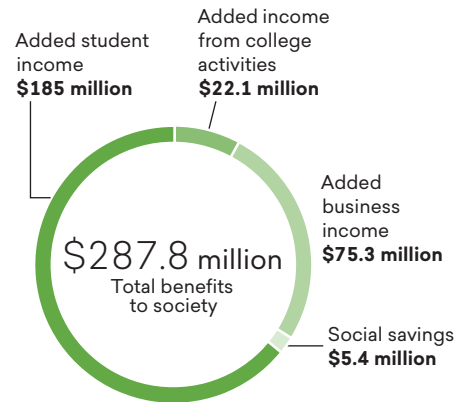 Added student
income
$185 million
Added income
from college
activities
$22.1 million
Added
business
income
$75.3 million
$287.8 million
Total benefits
to society
Social savings
$5.4 million